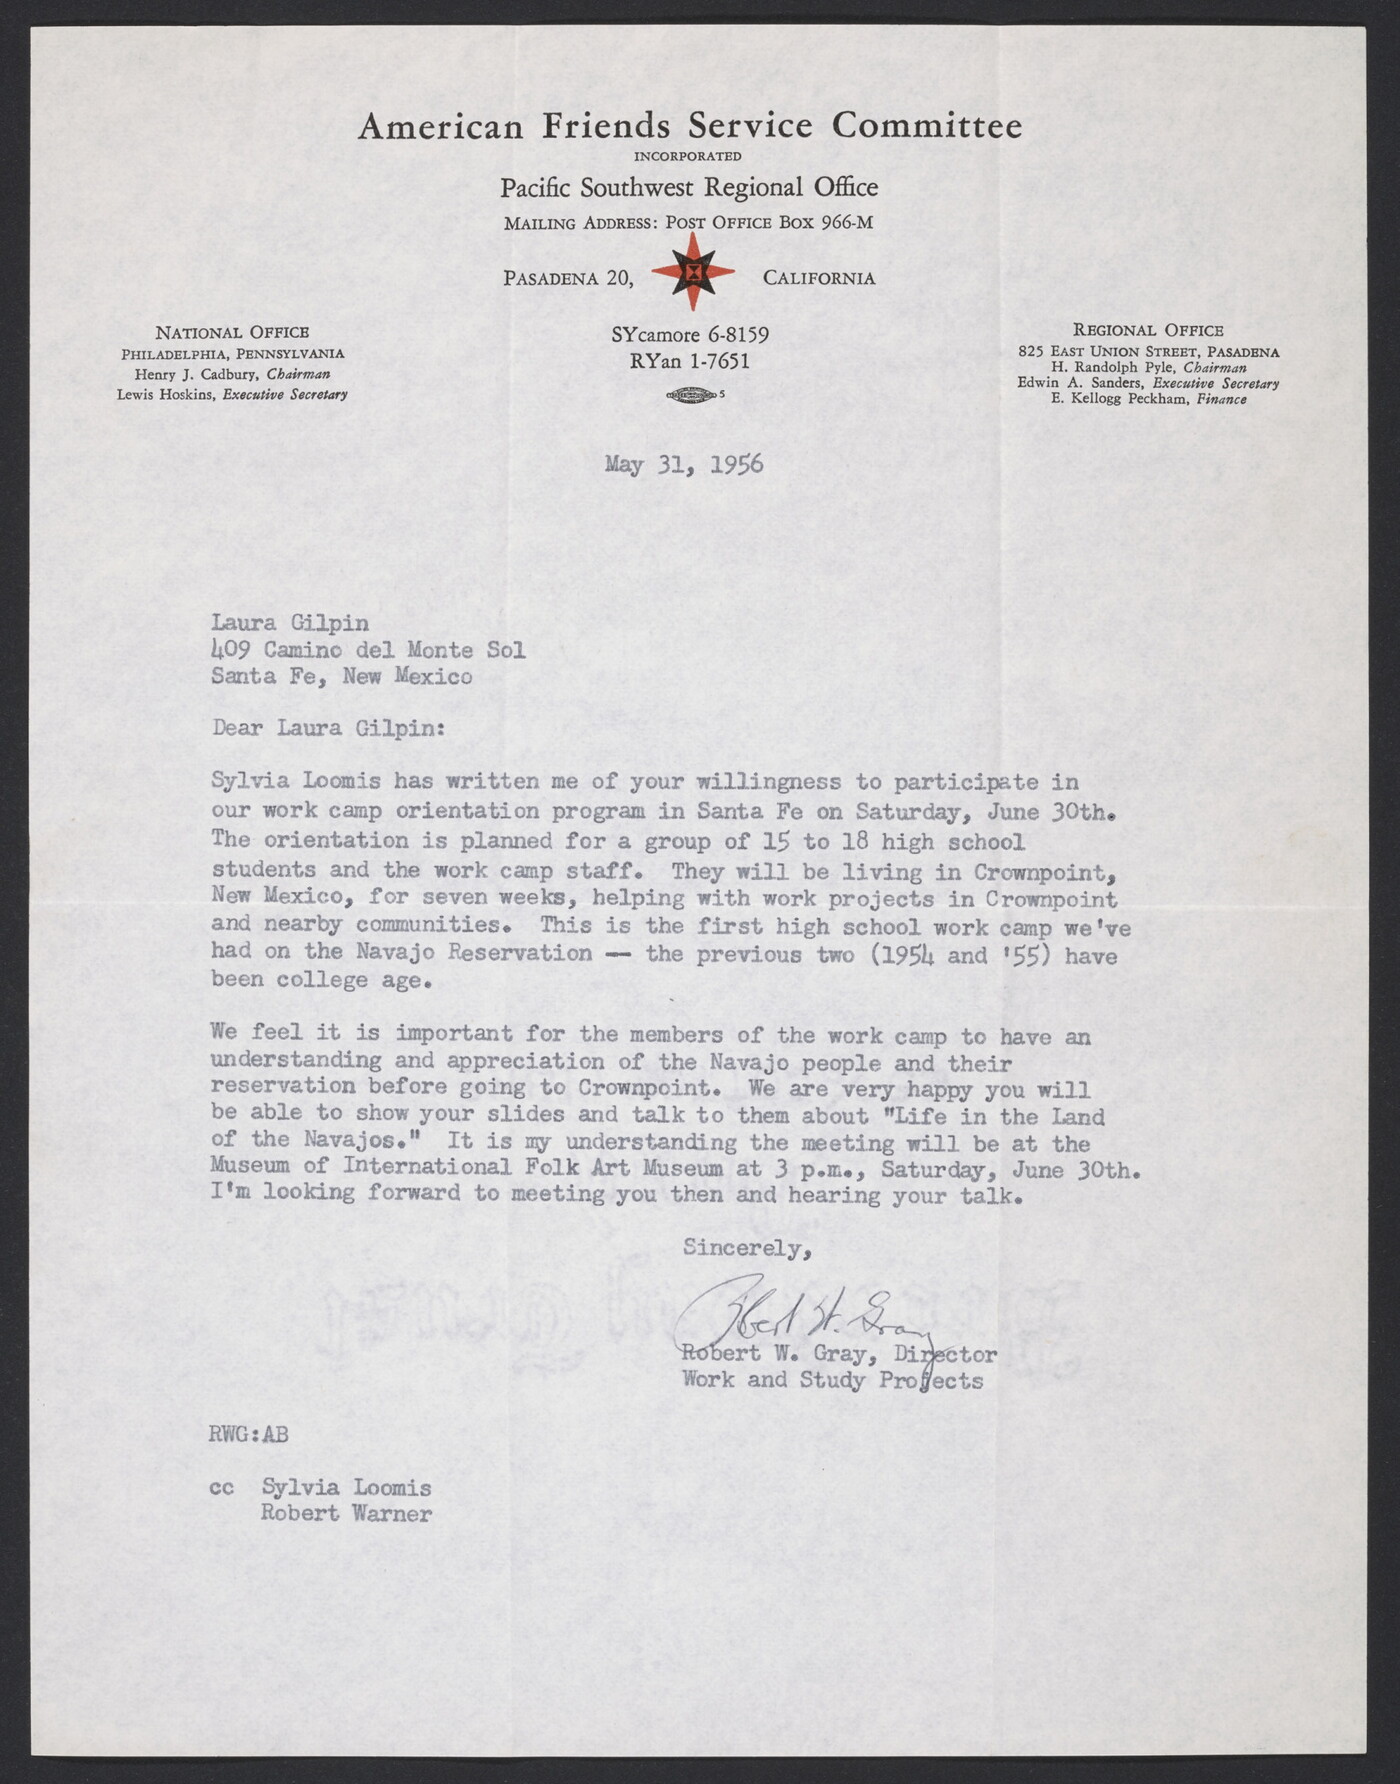 American Friends Service Committee
INCORPORATED
Pacific Southwest Regional Office
MAILING ADDRESS: POST OFFICE BOX 966-M
PASADENA 20, CALIFORNIA
NATIONAL OFFICE
PHILADELPHIA, PENNSYLVANIA
Henry J. Cadbury, Chairman
Lewis Hoskins, Executive Secretary
SYcamore 6-8159
RYan 1-7651
5
REGIONAL OFFICE
825 EAST UNION STREET, PASADENA
H. Randolph Pyle, Chairman
Edwin A. Sanders, Executive Secretary
E. Kellogg Peckham, Finance
May 31, 1956
Laura Gilpin
409 Camino del Monte Sol
Santa Fe, New Mexico
Dear Laura Gilpin:
Sylvia Loomis has written me of your willingness to participate in
our work camp orientation program in Santa Fe on Saturday, June 30th.
The orientation is planned for a group of 15 to 18 high school
students and the work camp staff. They will be living in Crownpoint,
New Mexico, for seven weeks, helping with work projects in Crownpoint
and nearby communities. This is the first high school work camp we've
had on the Navajo Reservation -- the previous two (1954 and '55) have
been college age.
We feel it is important for the members of the work camp to have an
understanding and appreciation of the Navajo people and their
reservation before going to Crownpoint. We are very happy you will
be able to show your slides and talk to them about "Life in the Land
of the Navajos." It is my understanding the meeting will be at the
Museum of International Folk Art Museum at 3 p.m., Saturday, June 30th.
I'm looking forward to meeting you then and hearing your talk.
Sincerely,
Robert W. Gray
Robert W. Gray, Director
Work and Study Projects
RWG:AB
cc Sylvia Loomis
Robert Warner